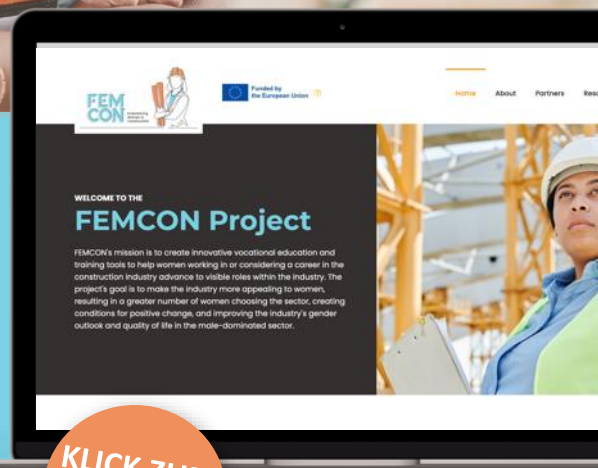 FEM
CON
Empowering
Women in
Construction
Funded by
the European Union
Home About Partners
WELCOME TO THE
FEMCON Project
FEMCON's mission is to create innovative vocational education and
training tools to help women working in or considering a career in the
construction industry advance to visible roles within the industry. The
project's goal is to make the industry more appealing to women,
resulting in a greater number of women choosing the sector, creating
conditions for positive change, and improving the industry's gender
outlook and quality of life in the male-dominated sector.
KLICK